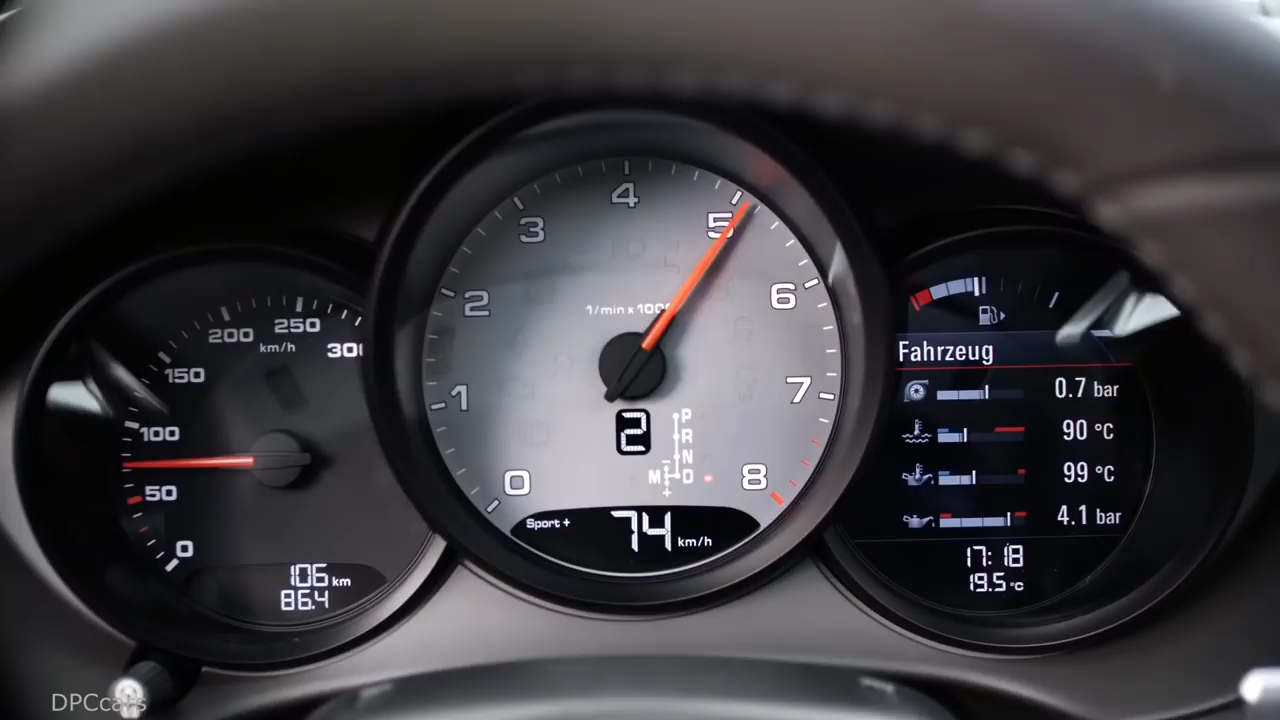 200
250
300
km/h
150
100
50
0
106 km
86.4
4
3
5
2
6
1/min x 1000
1
7
0
8
2
P
R
N
M D
-
+
Sport +
74 km/h
Fahrzeug
0.7 bar
90 °C
99 °C
4.1 bar
17:18
19.5 °C
DPCcars